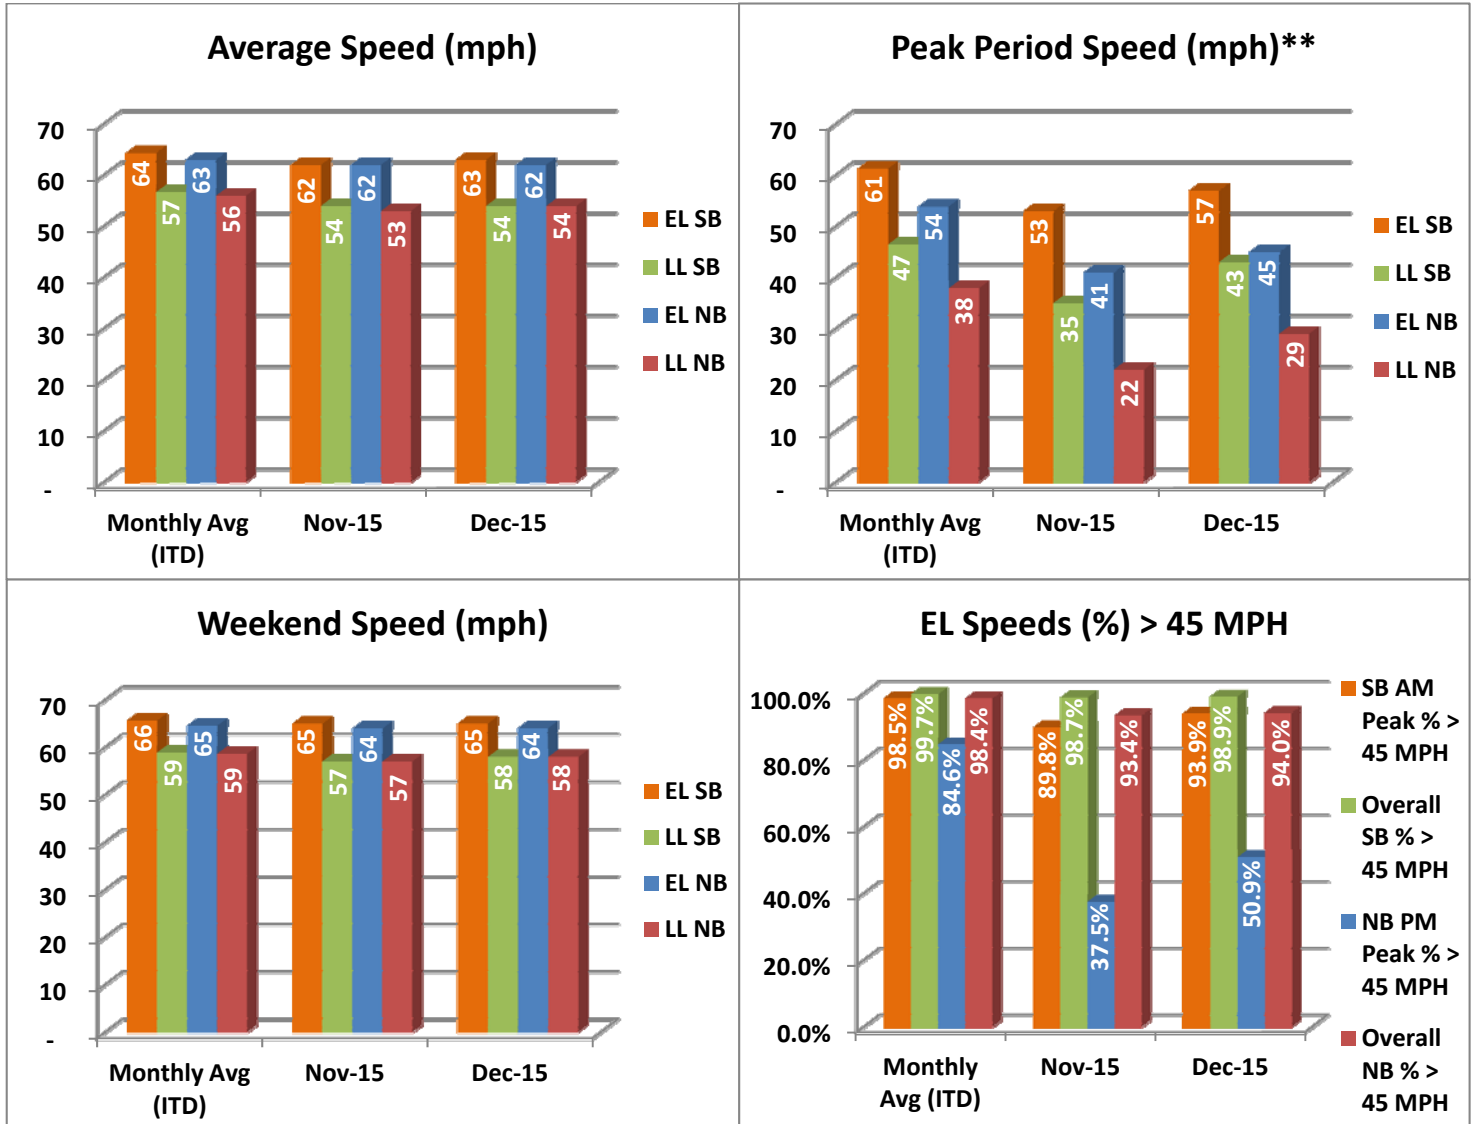 Average Speed (mph)
70
60
50
40
30
20
10
-
64
57
63
56
62
54
62
53
63
54
62
54
Monthly Avg
(ITD)
Nov-15
Dec-15
EL SB
LL SB
EL NB
LL NB
Peak Period Speed (mph)**
70
60
50
40
30
20
10
-
61
47
54
38
53
35
41
22
57
43
45
29
Monthly Avg
(ITD)
Nov-15
Dec-15
EL SB
LL SB
EL NB
LL NB
Weekend Speed (mph)
70
60
50
40
30
20
10
-
66
59
65
59
65
57
64
57
65
58
64
58
Monthly Avg
(ITD)
Nov-15
Dec-15
EL SB
LL SB
EL NB
LL NB
EL Speeds (%) > 45 MPH
100.0%
80.0%
60.0%
40.0%
20.0%
0.0%
98.5%
99.7%
84.6%
98.4%
89.8%
98.7%
37.5%
93.4%
93.9%
98.9%
50.9%
94.0%
Monthly
Avg (ITD)
Nov-15
Dec-15
SB AM
Peak % >
45 MPH
Overall
SB % >
45 MPH
NB PM
Peak % >
45 MPH
Overall
NB % >
45 MPH